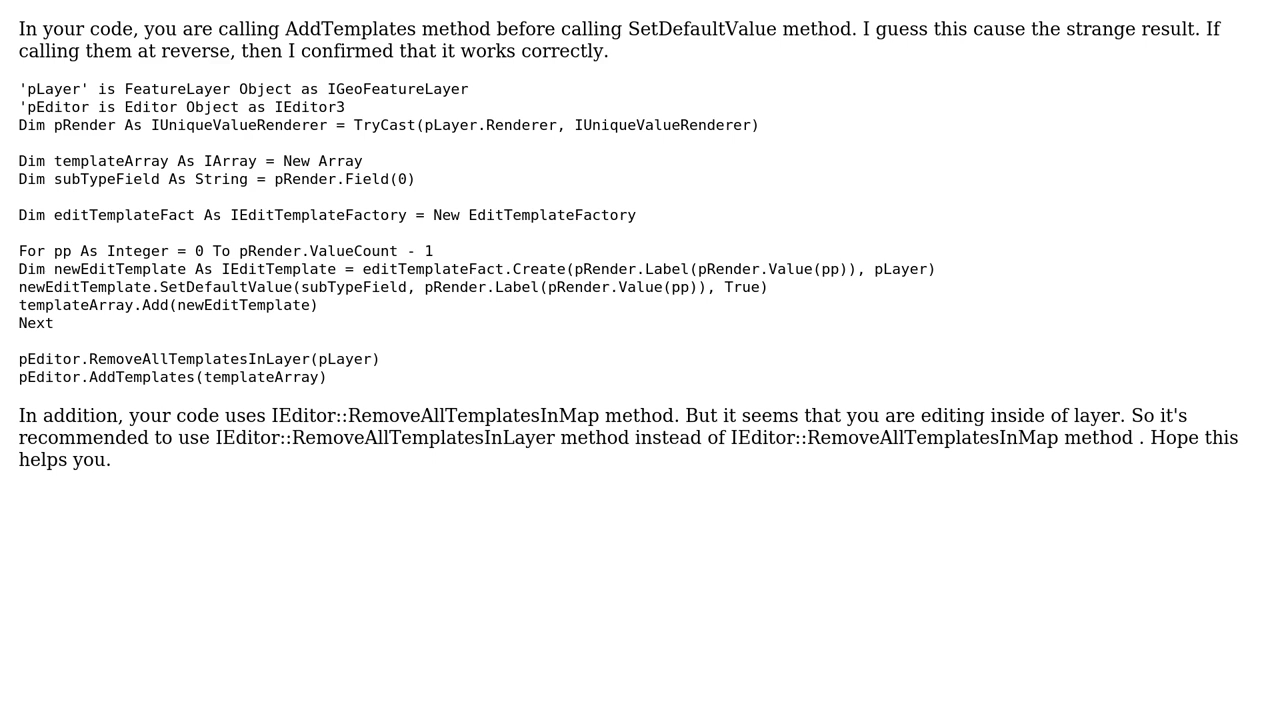 In your code, you are calling AddTemplates method before calling SetDefaultValue method. I guess this cause the strange result. If
calling them at reverse, then I confirmed that it works correctly.
'pLayer' is FeatureLayer Object as IGeoFeatureLayer
'pEditor is Editor Object as IEditor3
Dim pRender As IUniqueValueRenderer = TryCast(pLayer.Renderer, IUniqueValueRenderer)
Dim templateArray As IArray = New Array
Dim subTypeField As String = pRender.Field(0)
Dim editTemplateFact As IEditTemplateFactory = New EditTemplateFactory
For pp As Integer = 0 To pRender.ValueCount - 1
Dim newEditTemplate As IEditTemplate = editTemplateFact.Create(pRender.Label(pRender.Value(pp)), pLayer)
newEditTemplate.SetDefaultValue(subTypeField, pRender.Label(pRender.Value(pp)), True)
templateArray.Add(newEditTemplate)
Next
pEditor.RemoveAllTemplatesInLayer(pLayer)
pEditor.AddTemplates(templateArray)
In addition, your code uses IEditor::RemoveAllTemplatesInMap method. But it seems that you are editing inside of layer. So it's
recommended to use IEditor::RemoveAllTemplatesInLayer method instead of IEditor::RemoveAllTemplatesInMap method . Hope this
helps you.